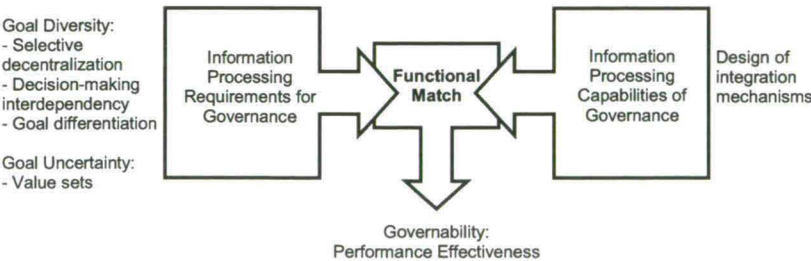 Goal Diversity:
- Selective
decentralization
- Decision-making
interdependency
- Goal differentiation
Goal Uncertainty:
- Value sets
Information
Processing
Requirements for
Governance
Functional
Match
Information
Processing
Capabilities of
Governance
Design of
integration
mechanisms
Governability:
Performance Effectiveness